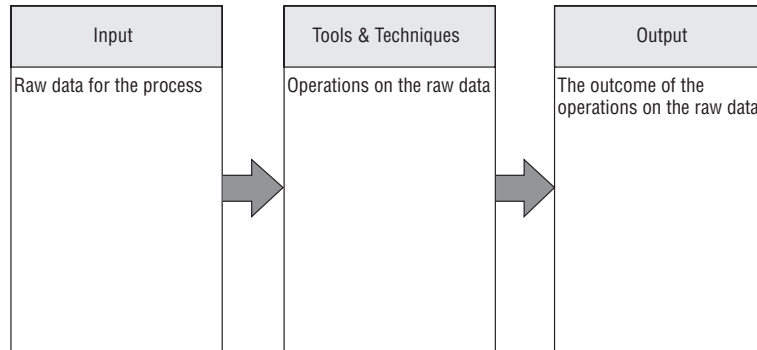 Input
Tools & Techniques
Output
Raw data for the process
Operations on the raw data
The outcome of the
operations on the raw data